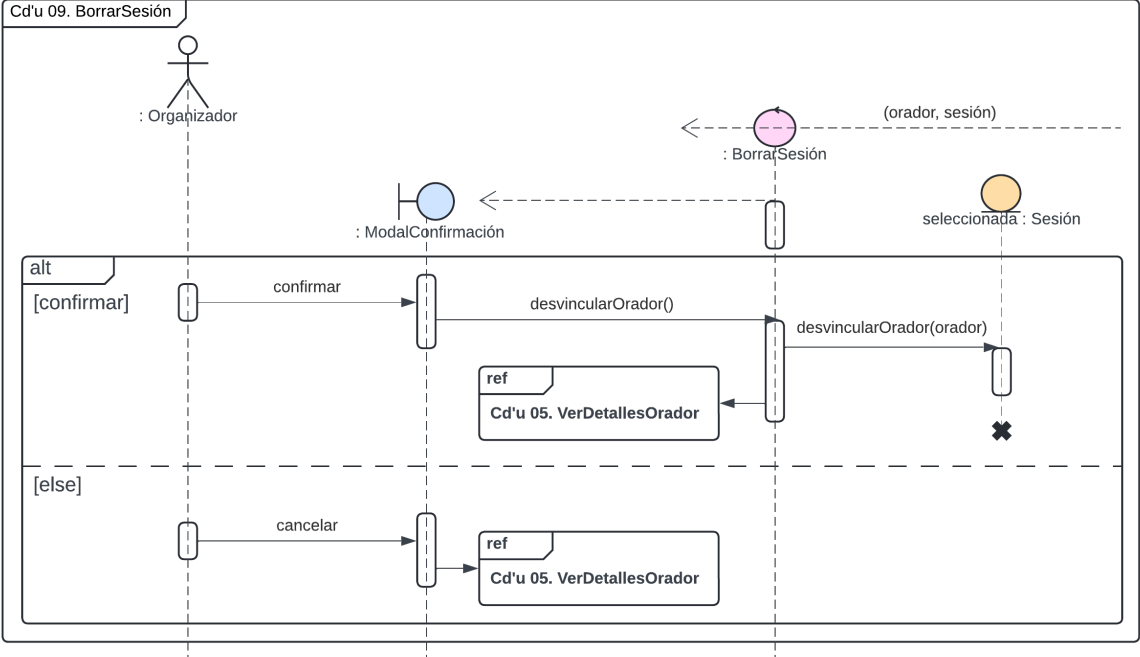 Cd'u 09. BorrarSesión
: Organizador
(orador, sesión)
: BorrarSesión
seleccionada : Sesión
: ModalConfirmación
alt
[confirmar]
confirmar
desvincularOrador()
desvincularOrador(orador)
ref
Cd'u 05. VerDetallesOrador
[else]
cancelar
ref
Cd'u 05. VerDetallesOrador